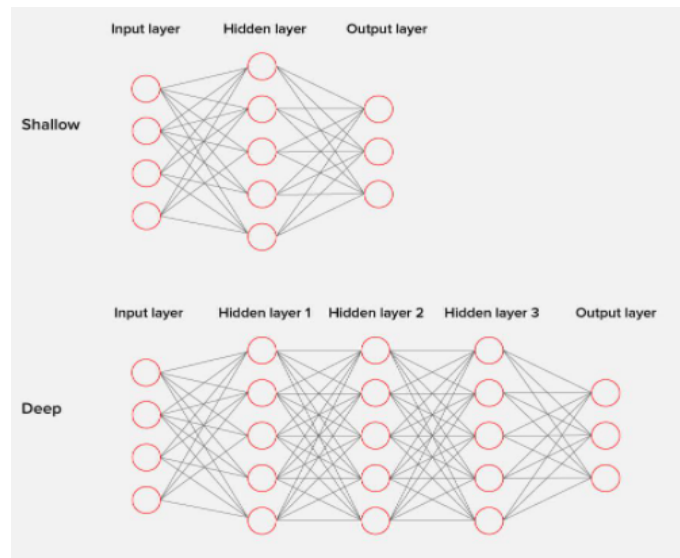 Input layer Hidden layer Output layer
Shallow
Input layer Hidden layer 1 Hidden layer 2 Hidden layer 3 Output layer
Deep